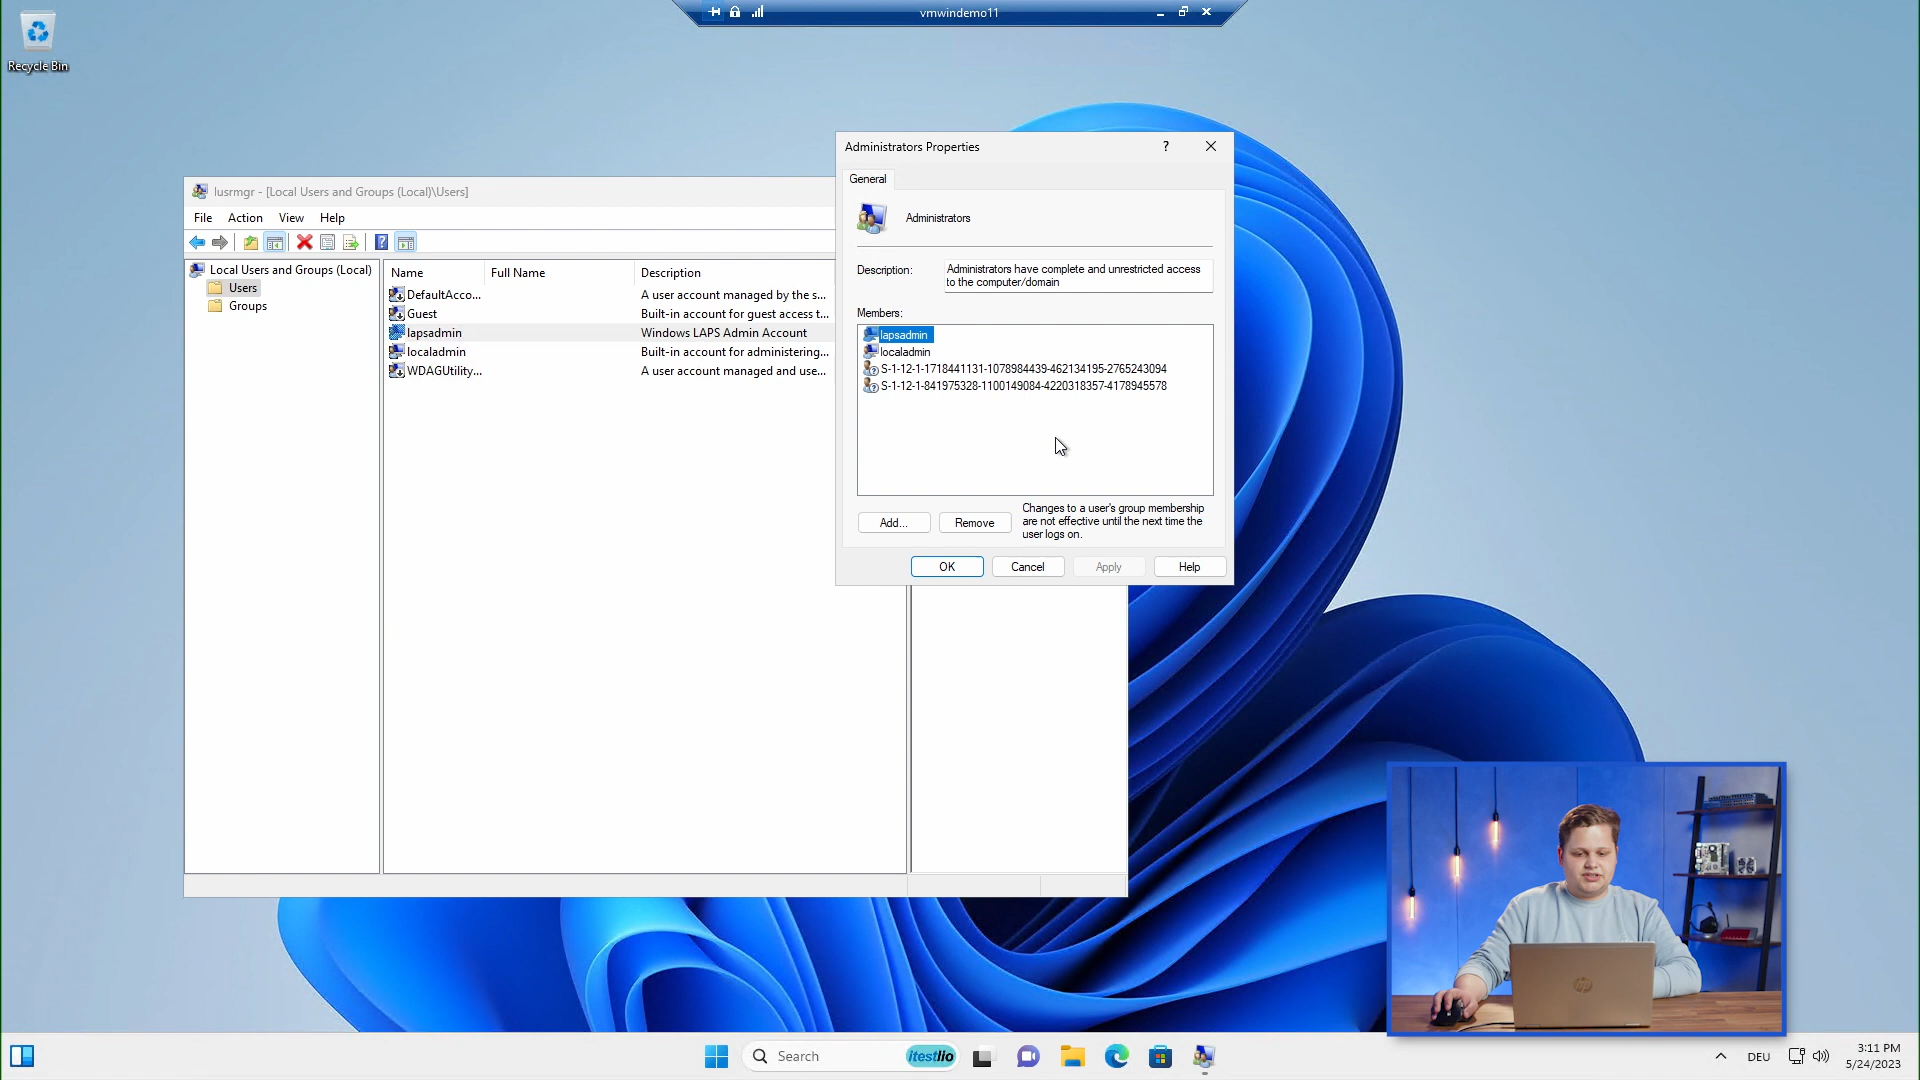 vmwindemo11
Recycle Bin
Administrators Properties
?
General
Administrators
Description:
Administrators have complete and unrestricted access
to the computer/domain
Members:
lapsadmin
localadmin
S-1-12-1-1718441131-1078984439-462134195-2765243094
S-1-12-1-841975328-1100149084-4220318357-4178945578
Add...
Remove
Changes to a user's group membership
are not effective until the next time the
user logs on.
OK
Cancel
Apply
Help
lusrmgr - [Local Users and Groups (Local)\Users]
File
Action
View
Help
Local Users and Groups (Local)
Users
Groups
Name
Full Name
Description
DefaultAcco...
A user account managed by the s...
Guest
Built-in account for guest access t...
lapsadmin
Windows LAPS Admin Account
localadmin
Built-in account for administering...
WDAGUtility...
A user account managed and use...
hp
Search
itestlio
DEU
3:11 PM
5/24/2023